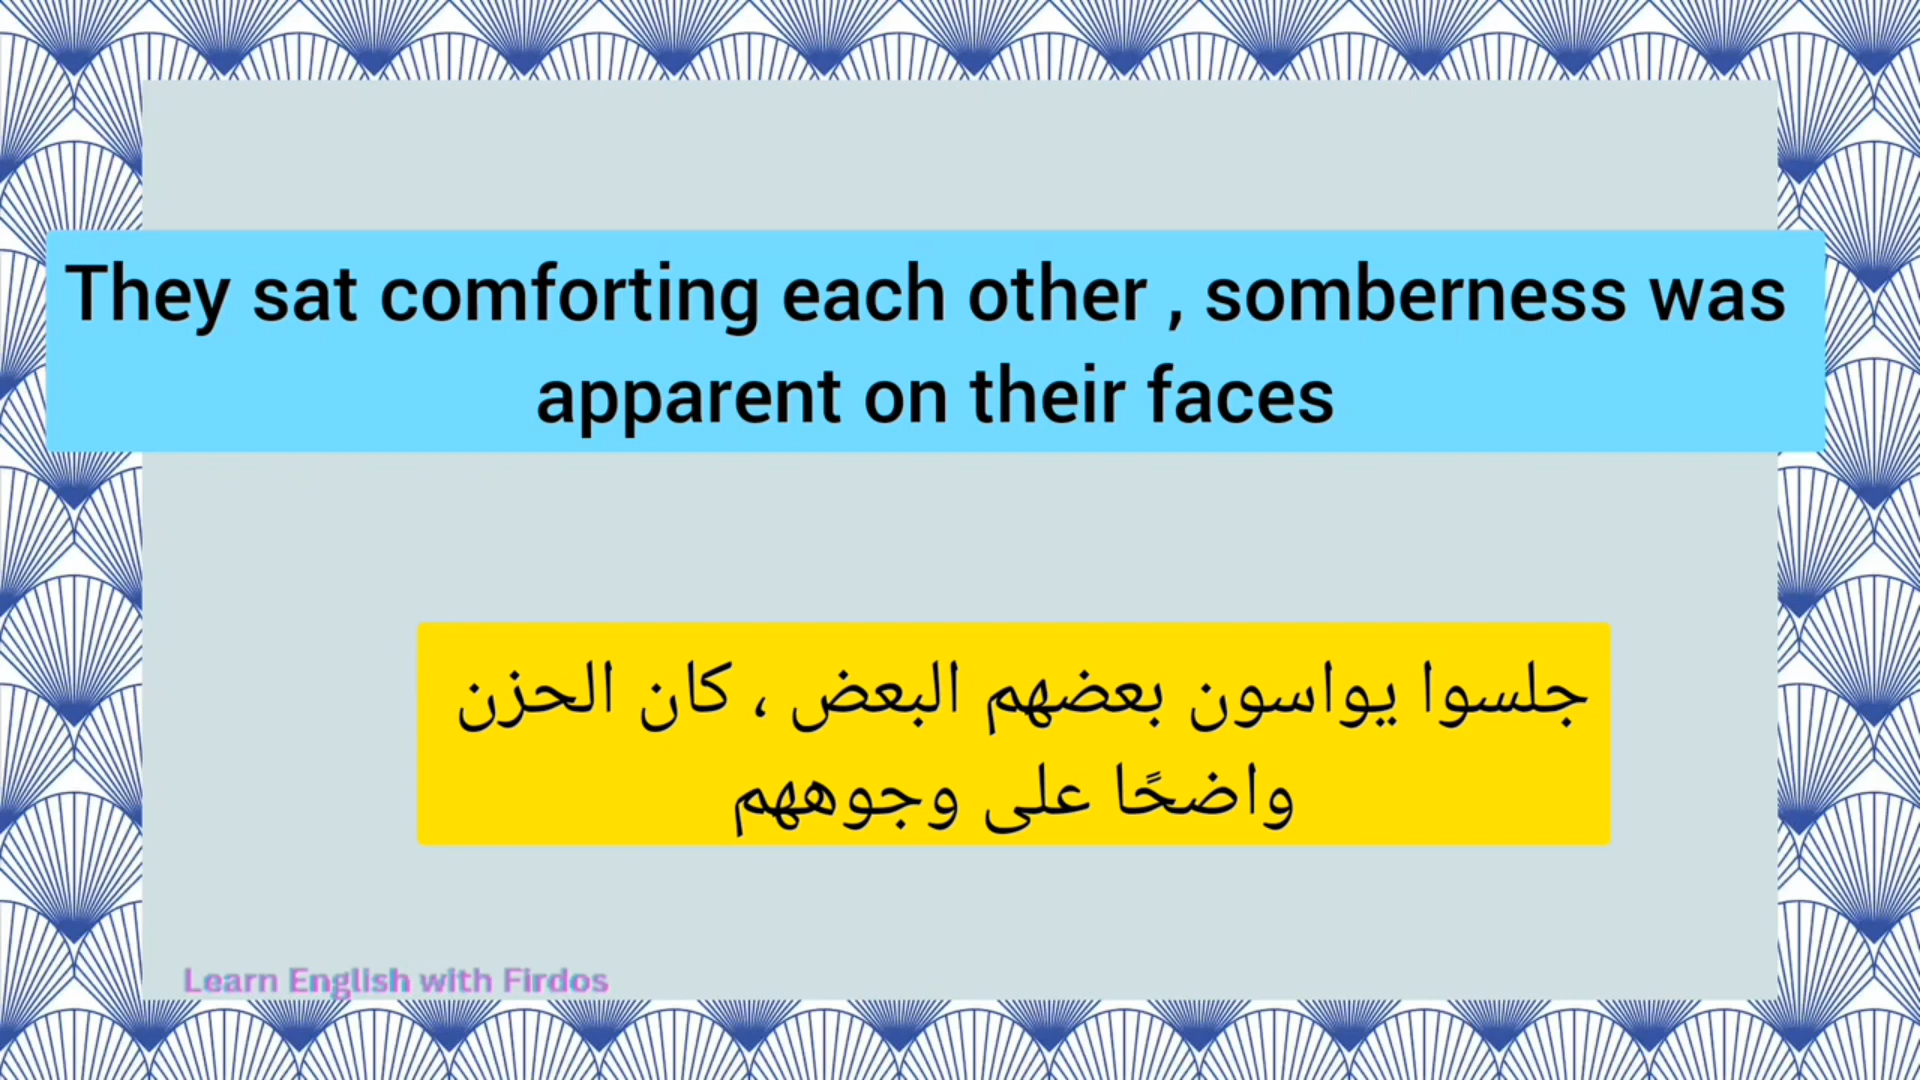 They sat comforting each other , somberness was
apparent on their faces
جلسوا يواسون بعضهم البعض ، كان الحزن
واضحًا على وجوههم
Learn English with Firdos